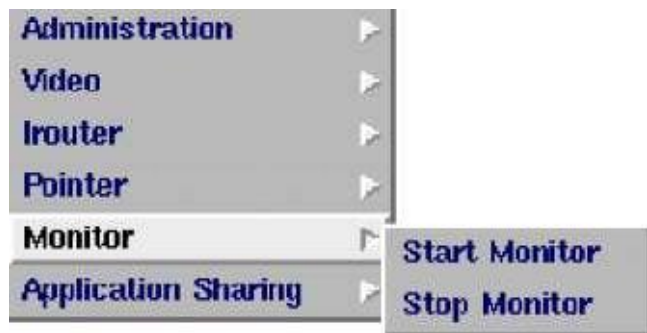 Administration
Video
Irouter
Pointer
Monitor
Application Sharing
Start Monitor
Stop Monitor